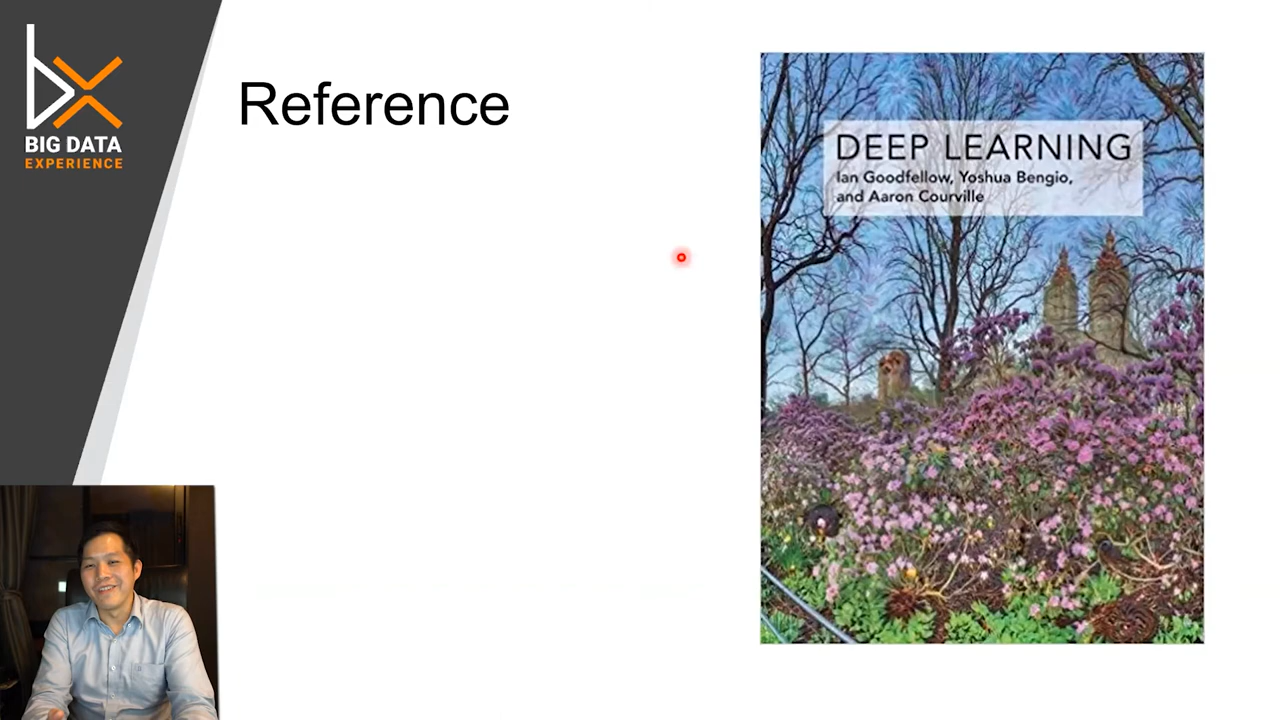 BIG DATA
EXPERIENCE
Reference
DEEP LEARNING
Ian Goodfellow, Yoshua Bengio,
and Aaron Courville